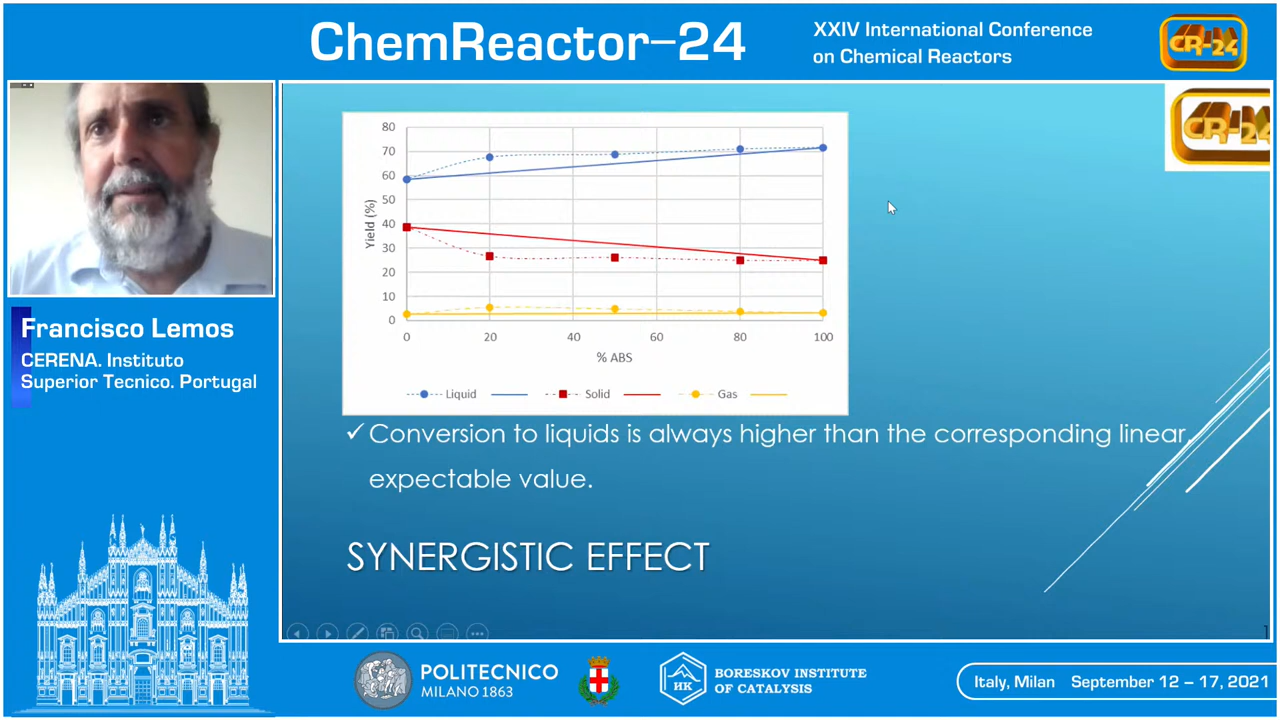 ChemReactor–24
XXIV International Conference
on Chemical Reactors
CR-24
CR-24
80
70
60
50
40
30
20
10
0
Yield (%)
0 20 40 60 80 100
% ABS
Liquid Solid Gas
✓ Conversion to liquids is always higher than the corresponding linear
expectable value.
SYNERGISTIC EFFECT
Francisco Lemos
CERENA. Instituto
Superior Tecnico. Portugal
POLITECNICO
MILANO 1863
НК
BORESKOV INSTITUTE
OF CATALYSIS
Italy, Milan September 12 – 17, 2021